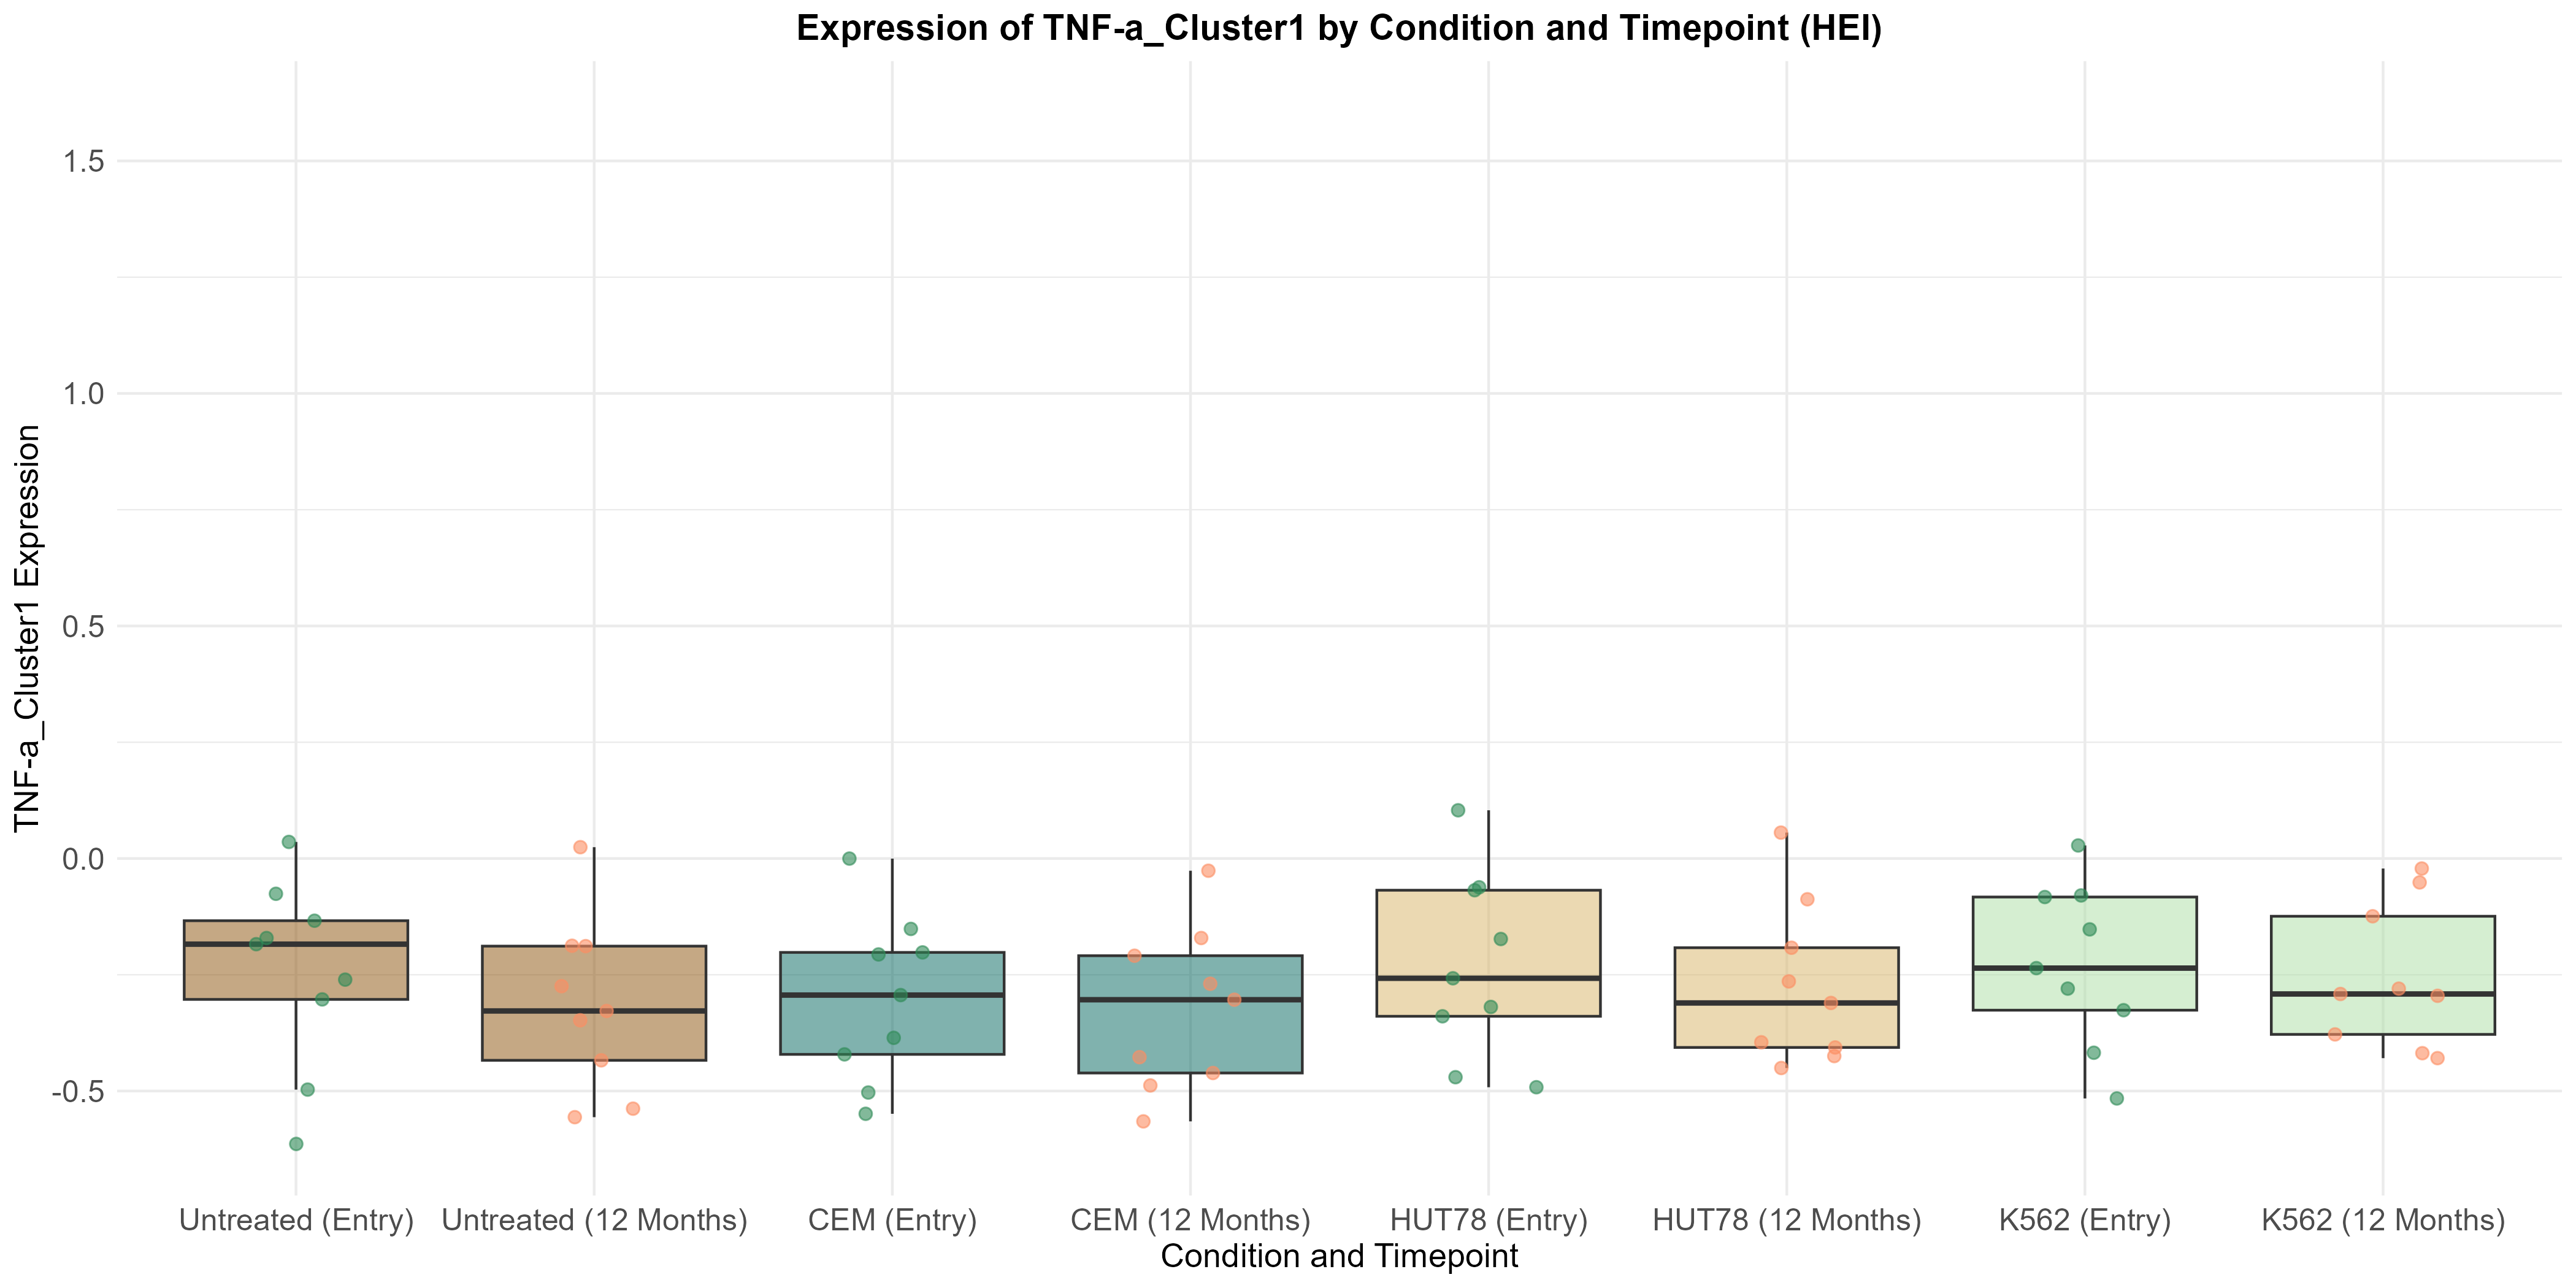 Expression of TNF-a_Cluster1 by Condition and Timepoint (HEI)
TNF-a_Cluster1 Expression
1.5
1.0
0.5
0.0
-0.5
Untreated (Entry) Untreated (12 Months) CEM (Entry) CEM (12 Months) HUT78 (Entry) HUT78 (12 Months) K562 (Entry) K562 (12 Months)
Condition and Timepoint